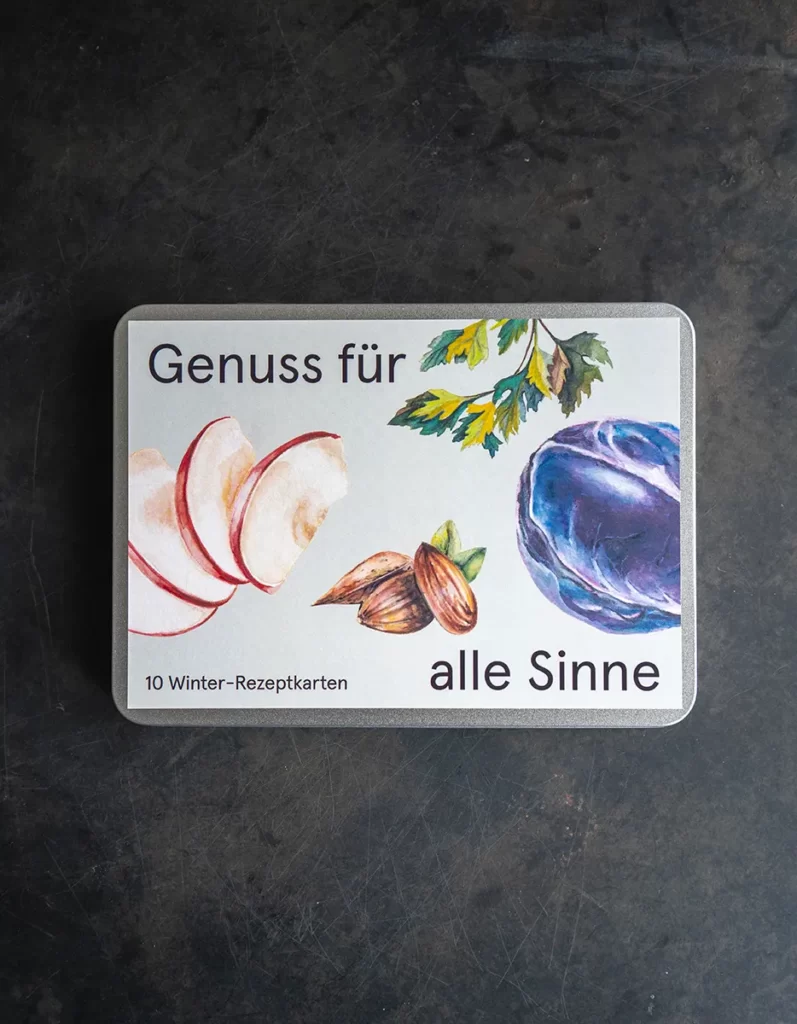 Genuss für
10 Winter-Rezeptkarten
alle Sinne